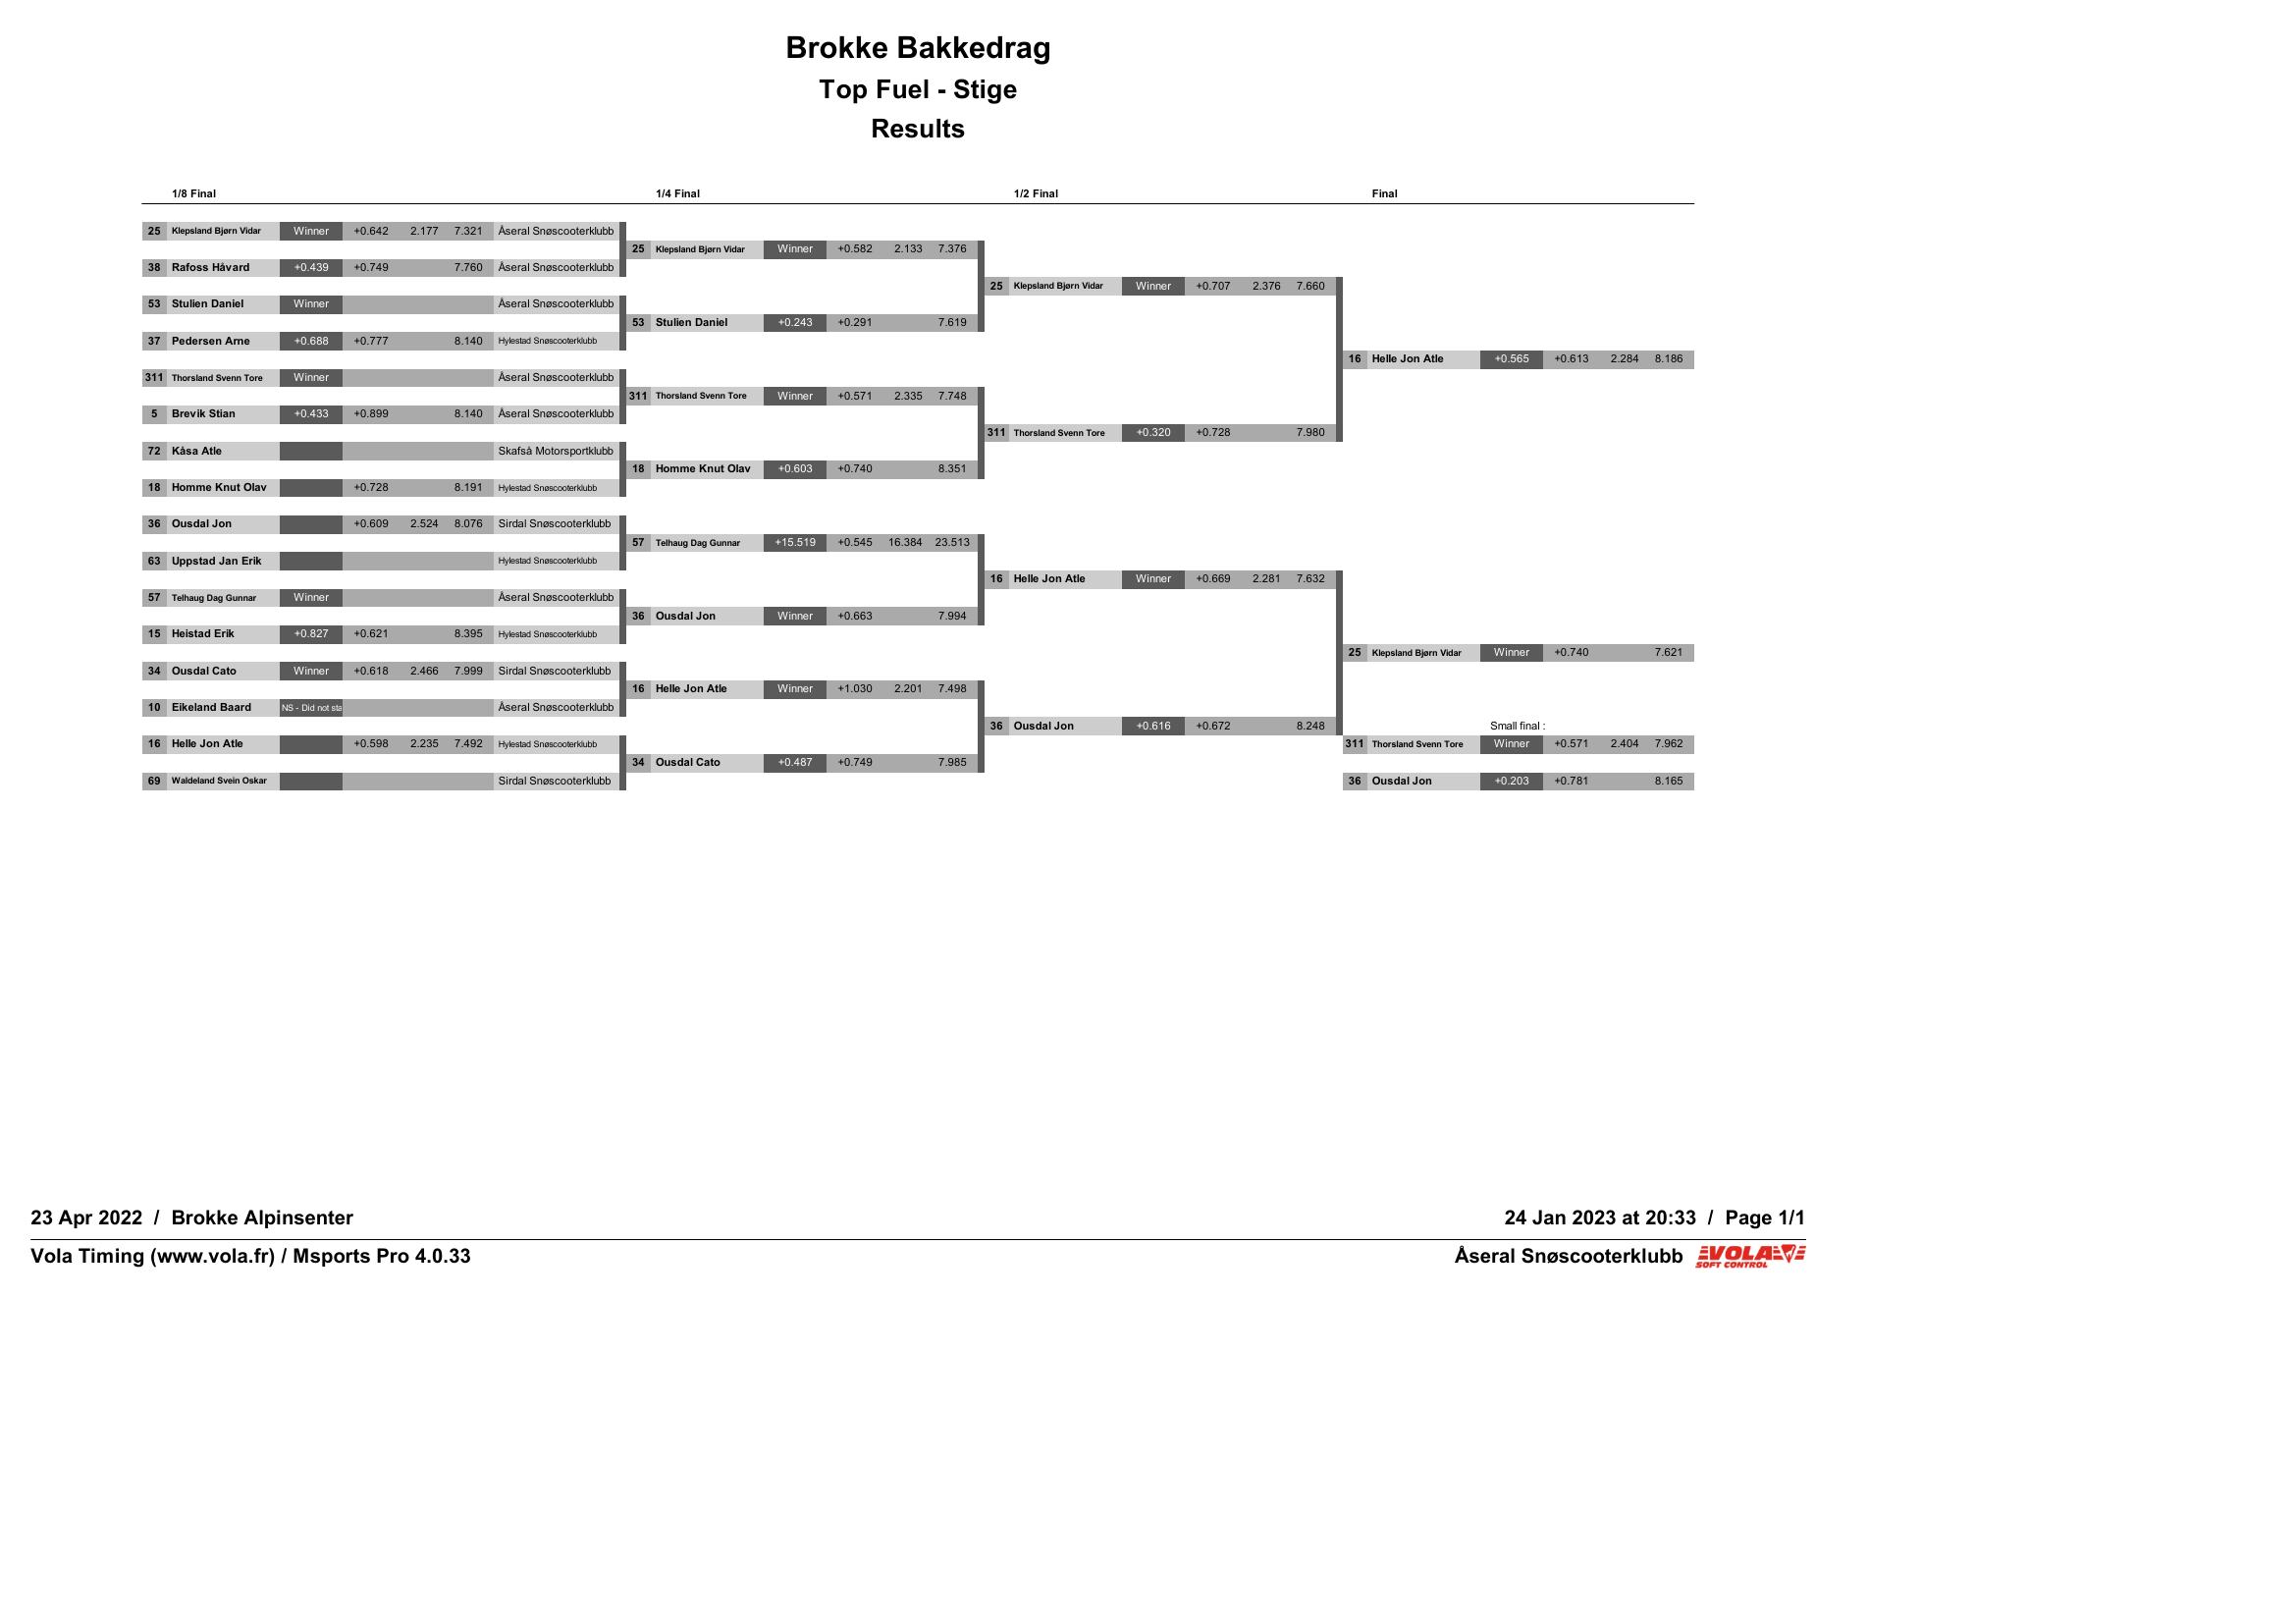 Brokke Bakkedrag
Top Fuel - Stige
Results
1/8 Final 1/4 Final 1/2 Final Final
25 Klepsland Bjørn Vidar Winner +0.642 2.177 7.321 Åseral Snøscooterklubb
38 Rafoss Håvard +0.439 +0.749 7.760 Åseral Snøscooterklubb
53 Stulien Daniel Winner Åseral Snøscooterklubb
37 Pedersen Arne +0.688 +0.777 8.140 Hylestad Snøscooterklubb
311 Thorsland Svenn Tore Winner Åseral Snøscooterklubb
5 Brevik Stian +0.433 +0.899 8.140 Åseral Snøscooterklubb
72 Kåsa Atle Skafså Motorsportklubb
18 Homme Knut Olav +0.728 8.191 Hylestad Snøscooterklubb
36 Ousdal Jon +0.609 2.524 8.076 Sirdal Snøscooterklubb
63 Uppstad Jan Erik Hylestad Snøscooterklubb
57 Telhaug Dag Gunnar Winner Åseral Snøscooterklubb
15 Heistad Erik +0.827 +0.621 8.395 Hylestad Snøscooterklubb
34 Ousdal Cato Winner +0.618 2.466 7.999 Sirdal Snøscooterklubb
10 Eikeland Baard NS - Did not sta Åseral Snøscooterklubb
16 Helle Jon Atle +0.598 2.235 7.492 Hylestad Snøscooterklubb
69 Waldeland Svein Oskar Sirdal Snøscooterklubb
25 Klepsland Bjørn Vidar Winner +0.582 2.133 7.376
53 Stulien Daniel +0.243 +0.291 7.619
311 Thorsland Svenn Tore Winner +0.571 2.335 7.748
18 Homme Knut Olav +0.603 +0.740 8.351
57 Telhaug Dag Gunnar +15.519 +0.545 16.384 23.513
36 Ousdal Jon Winner +0.663 7.994
16 Helle Jon Atle Winner +1.030 2.201 7.498
34 Ousdal Cato +0.487 +0.749 7.985
25 Klepsland Bjørn Vidar Winner +0.707 2.376 7.660
311 Thorsland Svenn Tore +0.320 +0.728 7.980
16 Helle Jon Atle Winner +0.669 2.281 7.632
36 Ousdal Jon +0.616 +0.672 8.248
16 Helle Jon Atle +0.565 +0.613 2.284 8.186
25 Klepsland Bjørn Vidar Winner +0.740 7.621
Small final :
311 Thorsland Svenn Tore Winner +0.571 2.404 7.962
36 Ousdal Jon +0.203 +0.781 8.165
23 Apr 2022 / Brokke Alpinsenter 24 Jan 2023 at 20:33 / Page 1/1
Vola Timing (www.vola.fr) / Msports Pro 4.0.33 Åseral Snøscooterklubb VOLA
SOFT CONTROL